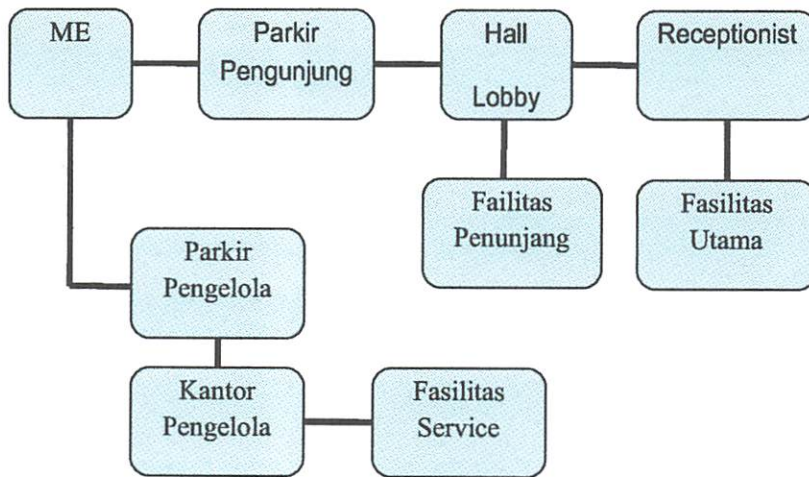 ME
Parkir
Pengunjung
Hall
Lobby
Receptionist
Failitas
Penunjang
Fasilitas
Utama
Parkir
Pengelola
Kantor
Pengelola
Fasilitas
Service